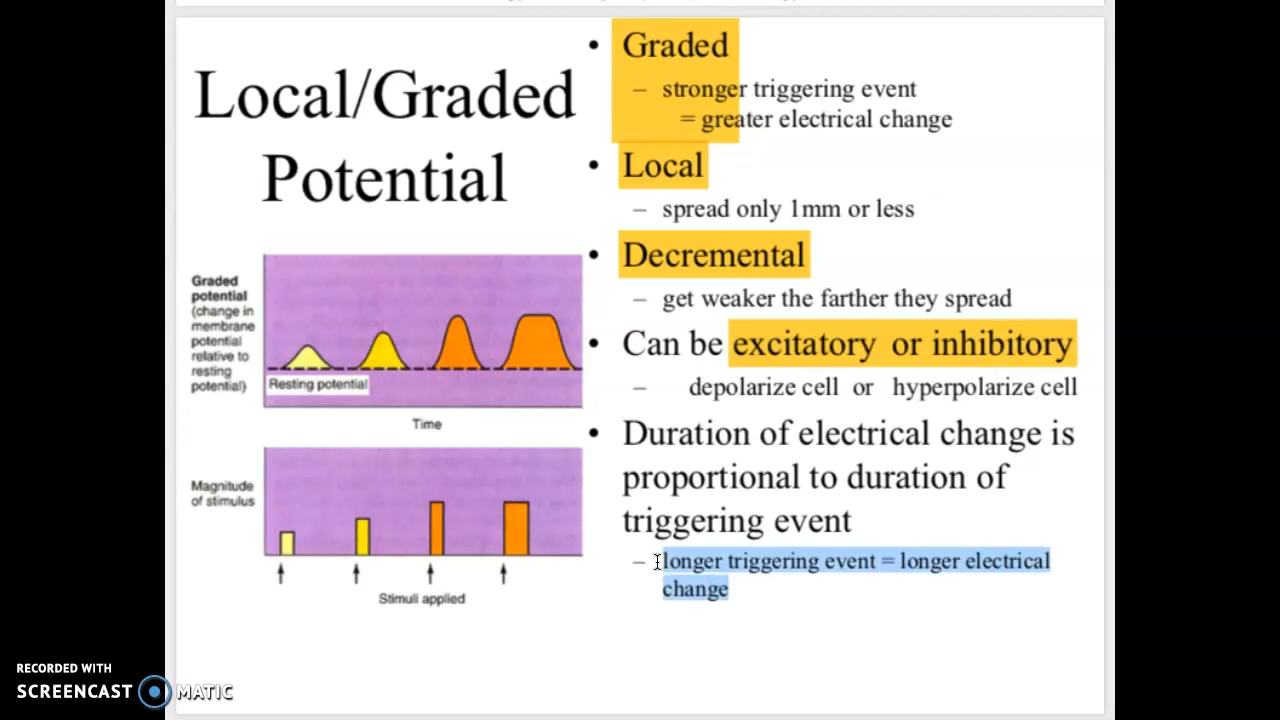 Local/Graded
Potential
• Graded
– stronger triggering event
= greater electrical change
• Local
– spread only 1mm or less
• Decremental
– get weaker the farther they spread
• Can be excitatory or inhibitory
– depolarize cell or hyperpolarize cell
• Duration of electrical change is
proportional to duration of
triggering event
– longer triggering event = longer electrical
change
Graded
potential
(change in
membrane
potential
relative to
resting
potential)
Resting potential
Time
Magnitude
of stimulus
Stimuli applied
RECORDED WITH
SCREENCAST MATIC